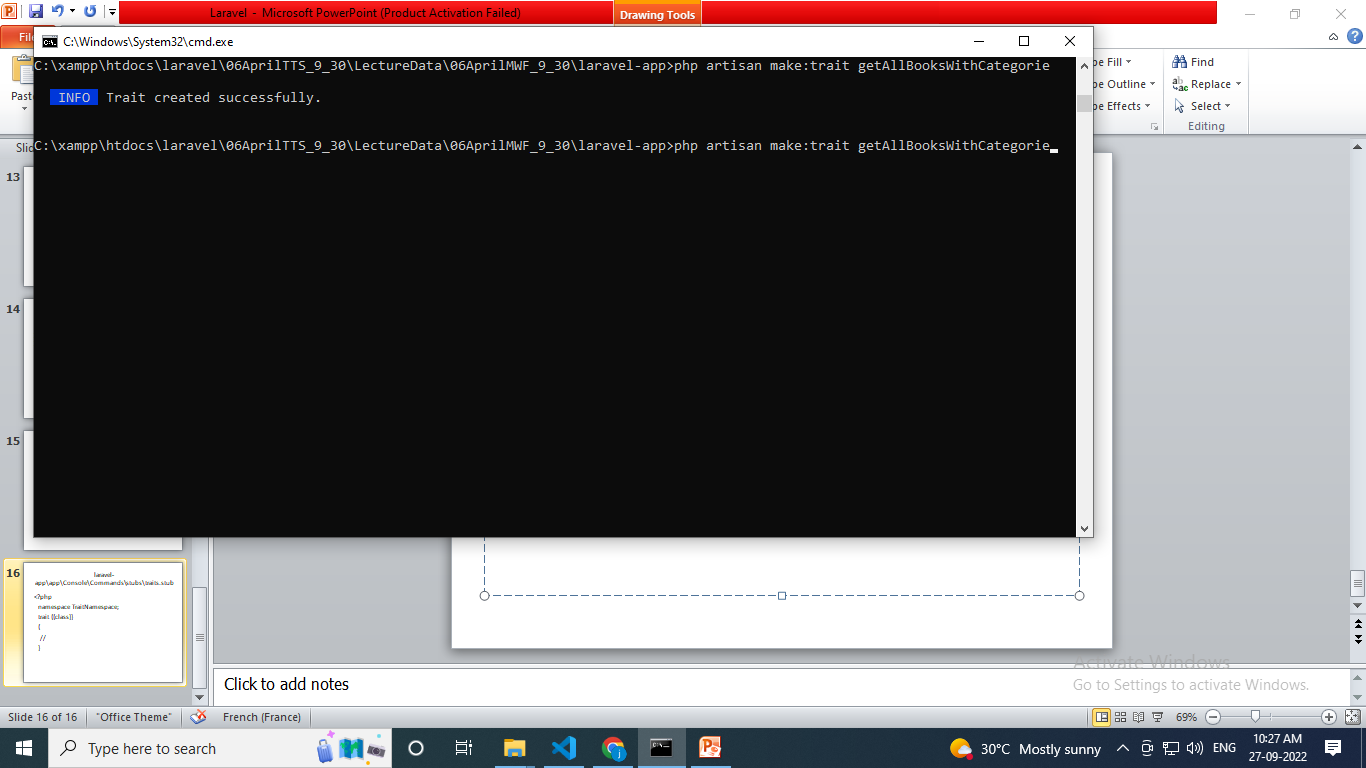 Laravel - Microsoft PowerPoint (Product Activation Failed)
Drawing Tools
C:\Windows\System32\cmd.exe
C:\xampp\htdocs\laravel\06AprilTTS_9_30\LectureData\06AprilMWF_9_30\laravel-app>php artisan make:trait getAllBooksWithCategorie
INFO Trait created successfully.
C:\xampp\htdocs\laravel\06AprilTTS_9_30\LectureData\06AprilMWF_9_30\laravel-app>php artisan make:trait getAllBooksWithCategorie
Fill
Outline
Effects
Find
Replace
Select
Editing
13
14
15
16
laravel-
app\app\Console\Commands\stubs\traits.stub
<?php
namespace TraitNamespace;
trait {{class}}
{
//
}
Click to add notes
Activate Windows
Go to Settings to activate Windows.
Slide 16 of 16
"Office Theme"
French (France)
69%
Type here to search
30°C Mostly sunny
ENG
10:27 AM
27-09-2022